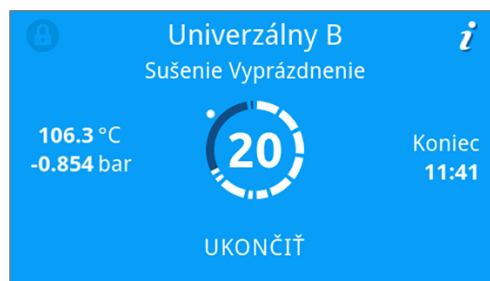 Univerzálny B
i
Sušenie Vyprázdnenie
106.3 °C
-0.854 bar
20
Koniec
11:41
UKONČIŤ